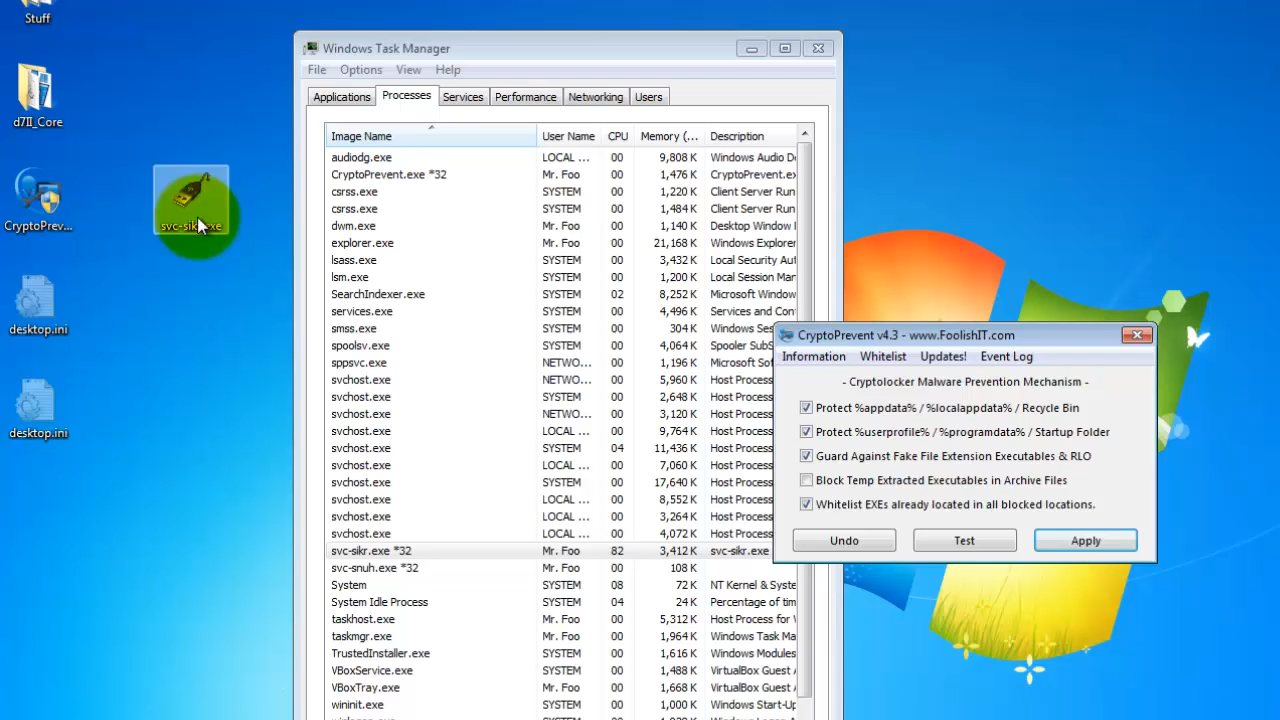 Stuff
d7II_Core
CryptoPrev...
desktop.ini
desktop.ini
Windows Task Manager
File Options View Help
Applications Processes Services Performance Networking Users
Image Name User Name CPU Memory (... Description
audiodg.exe LOCAL ... 00 9,808 K Windows Audio D
CryptoPrevent.exe *32 Mr. Foo 00 1,476 K CryptoPrevent.ex
csrss.exe SYSTEM 00 1,220 K Client Server Run
csrss.exe SYSTEM 00 1,484 K Client Server Run
dwm.exe Mr. Foo 00 1,140 K Desktop Window
explorer.exe Mr. Foo 00 21,168 K Windows Explorer
lsass.exe SYSTEM 00 3,432 K Local Security Aut
lsm.exe SYSTEM 00 1,200 K Local Session Mar
SearchIndexer.exe SYSTEM 02 8,252 K Microsoft Window
services.exe SYSTEM 00 4,496 K Services and Con
smss.exe SYSTEM 00 304 K Windows Ses
spoolsv.exe SYSTEM 00 4,064 K Spooler SubS
sppsvc.exe NETWO... 00 1,196 K Microsoft Sof
svchost.exe NETWO... 00 5,960 K Host Process
svchost.exe SYSTEM 00 2,648 K Host Process
svchost.exe NETWO... 00 3,120 K Host Process
svchost.exe LOCAL ... 00 9,764 K Host Process
svchost.exe SYSTEM 04 11,436 K Host Process
svchost.exe LOCAL ... 00 7,060 K Host Process
svchost.exe SYSTEM 00 17,640 K Host Process
svchost.exe LOCAL ... 00 8,552 K Host Process
svchost.exe LOCAL ... 00 3,264 K Host Process
svchost.exe LOCAL ... 00 4,072 K Host Process
svc-sikr.exe *32 Mr. Foo 82 3,412 K svc-sikr.exe
svc-snuh.exe *32 Mr. Foo 00 108 K
System SYSTEM 08 72 K NT Kernel & Syste
System Idle Process SYSTEM 04 24 K Percentage of tim
taskhost.exe Mr. Foo 00 5,312 K Host Process for W
taskmgr.exe Mr. Foo 00 1,964 K Windows Task Ma
TrustedInstaller.exe SYSTEM 00 1,616 K Windows Modules
VBoxService.exe SYSTEM 00 1,488 K VirtualBox Guest A
VBoxTray.exe Mr. Foo 00 1,668 K VirtualBox Guest A
wininit.exe SYSTEM 00 1,000 K Windows Start-Up
CryptoPrevent v4.3 - www.FoolishIT.com
Information Whitelist Updates! Event Log
- Cryptolocker Malware Prevention Mechanism -
Protect %appdata% / %localappdata% / Recycle Bin
Protect %userprofile% / %programdata% / Startup Folder
Guard Against Fake File Extension Executables & RLO
Block Temp Extracted Executables in Archive Files
Whitelist EXEs already located in all blocked locations.
Undo Test Apply